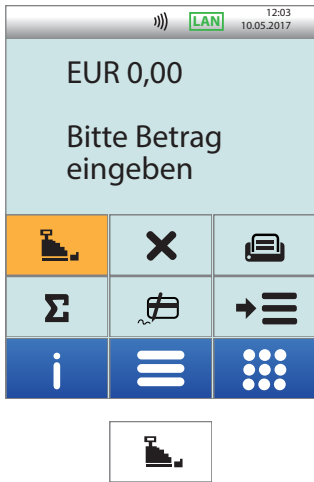 LAN
12:03
10.05.2017
EUR 0,00
Bitte Betrag
eingeben
Σ
i